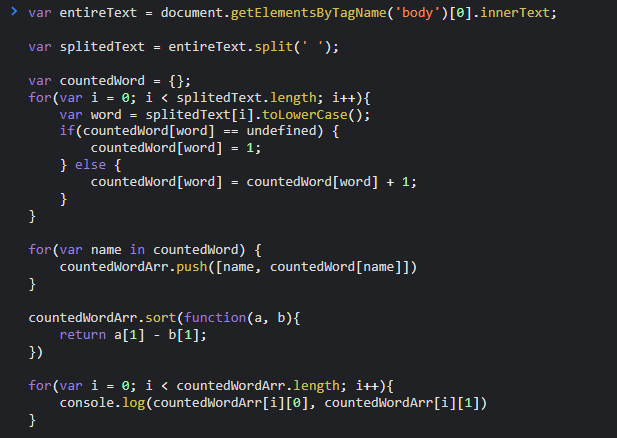 > var entireText = document.getElementsByTagName('body')[0].innerText;
var splitedText = entireText.split(' ');
var countedWord = {};
for(var i = 0; i < splitedText.length; i++){
    var word = splitedText[i].toLowerCase();
    if(countedWord[word] == undefined) {
        countedWord[word] = 1;
    } else {
        countedWord[word] = countedWord[word] + 1;
    }
}
for(var name in countedWord) {
    countedWordArr.push([name, countedWord[name]])
}
countedWordArr.sort(function(a, b){
    return a[1] - b[1];
})
for(var i = 0; i < countedWordArr.length; i++){
    console.log(countedWordArr[i][0], countedWordArr[i][1])
}